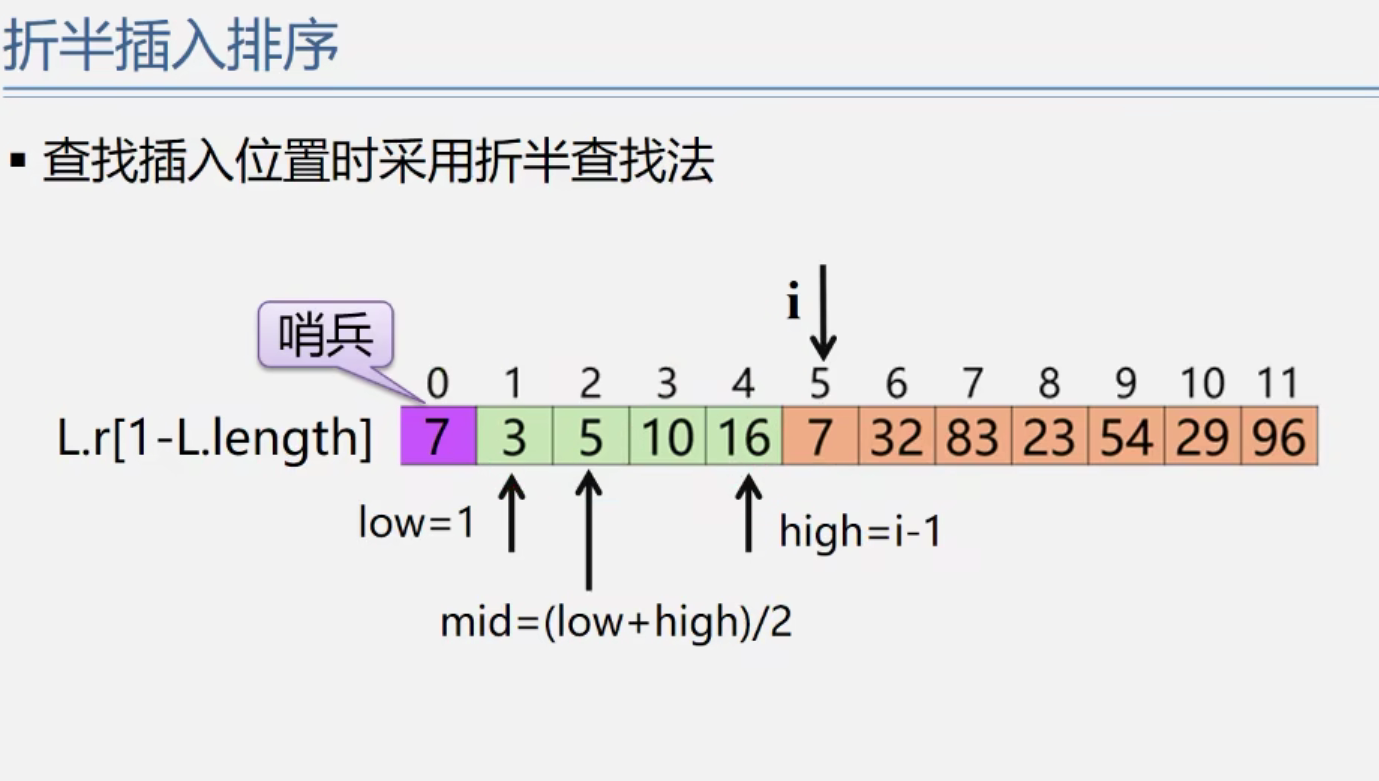 折半插入排序
▪ 查找插入位置时采用折半查找法
i
哨兵
0 1 2 3 4 5 6 7 8 9 10 11
L.r[1-L.length] 7 3 5 10 16 7 32 83 23 54 29 96
low=1
high=i-1
mid=(low+high)/2